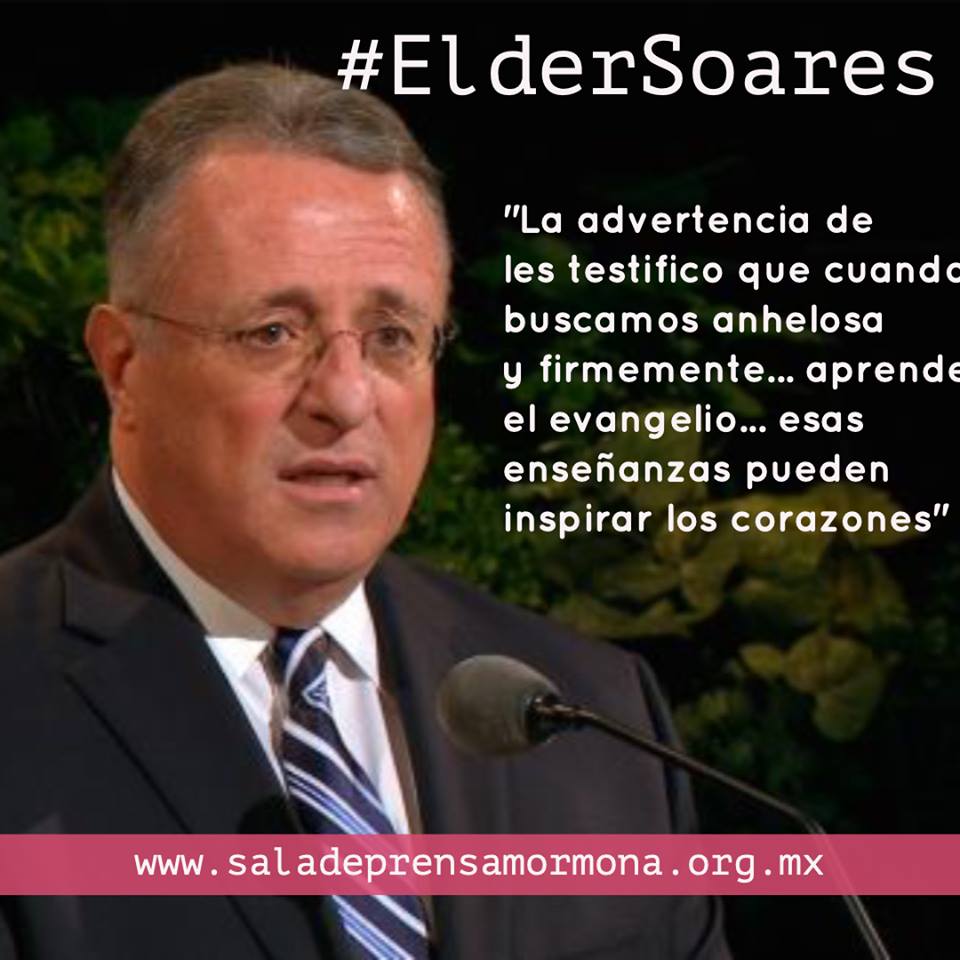 #ElderSoares
"La advertencia de
les testifico que cuando
buscamos anhelosa
y firmemente... aprende
el evangelio... esas
enseñanzas pueden
inspirar los corazones"
www.saladeprensamormona.org.mx